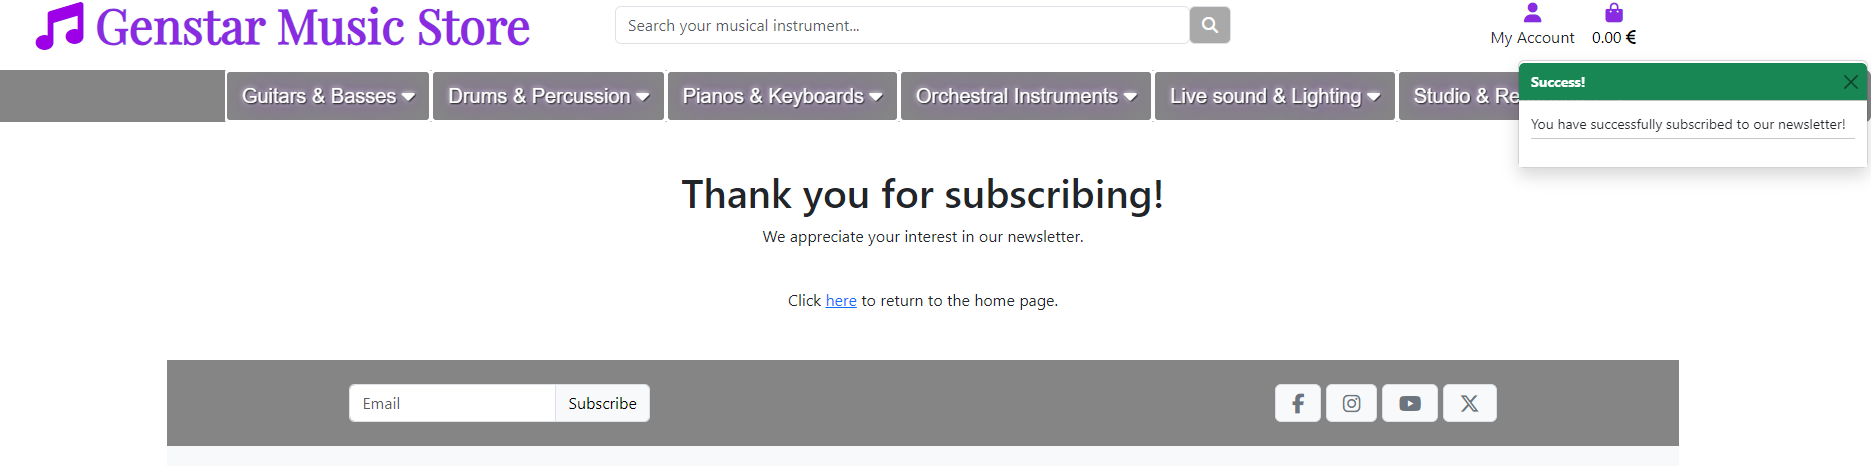 Genstar Music Store
Search your musical instrument...
My Account
0.00 €
Guitars & Basses
Drums & Percussion
Pianos & Keyboards
Orchestral Instruments
Live sound & Lighting
Studio &
Success!
You have successfully subscribed to our newsletter!
Thank you for subscribing!
We appreciate your interest in our newsletter.
Click here to return to the home page.
Email
Subscribe